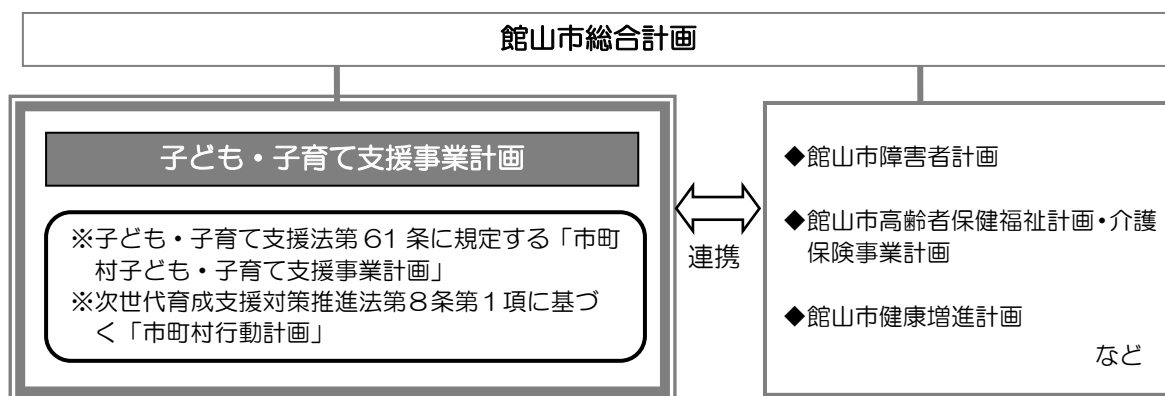 館山市総合計画
子ども・子育て支援事業計画
※子ども・子育て支援法第 61 条に規定する「市町
村子ども・子育て支援事業計画」
※次世代育成支援対策推進法第８条第１項に基づ
く「市町村行動計画」
連携
◆館山市障害者計画
◆館山市高齢者保健福祉計画・介護
保険事業計画
◆館山市健康増進計画
など